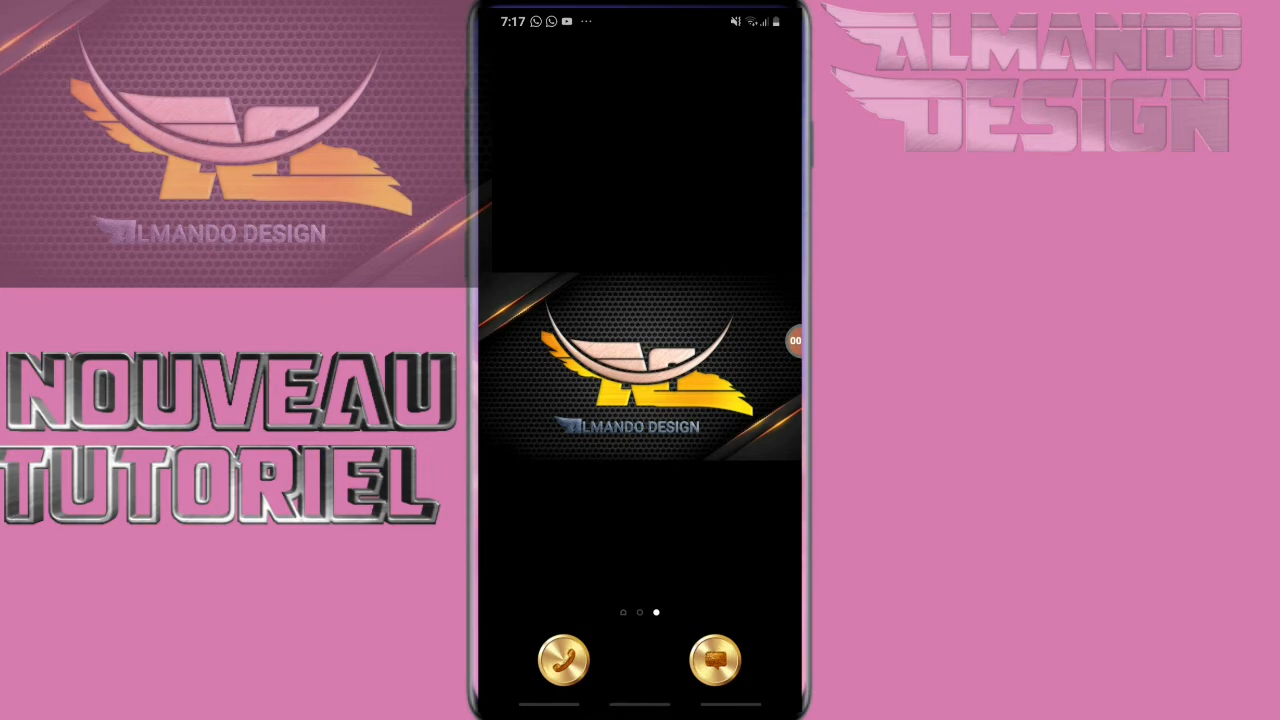 7:17
ALMANDO
DESIGN
ALMANDO DESIGN
NOUVEAU
TUTORIEL
00
ALMANDO DESIGN